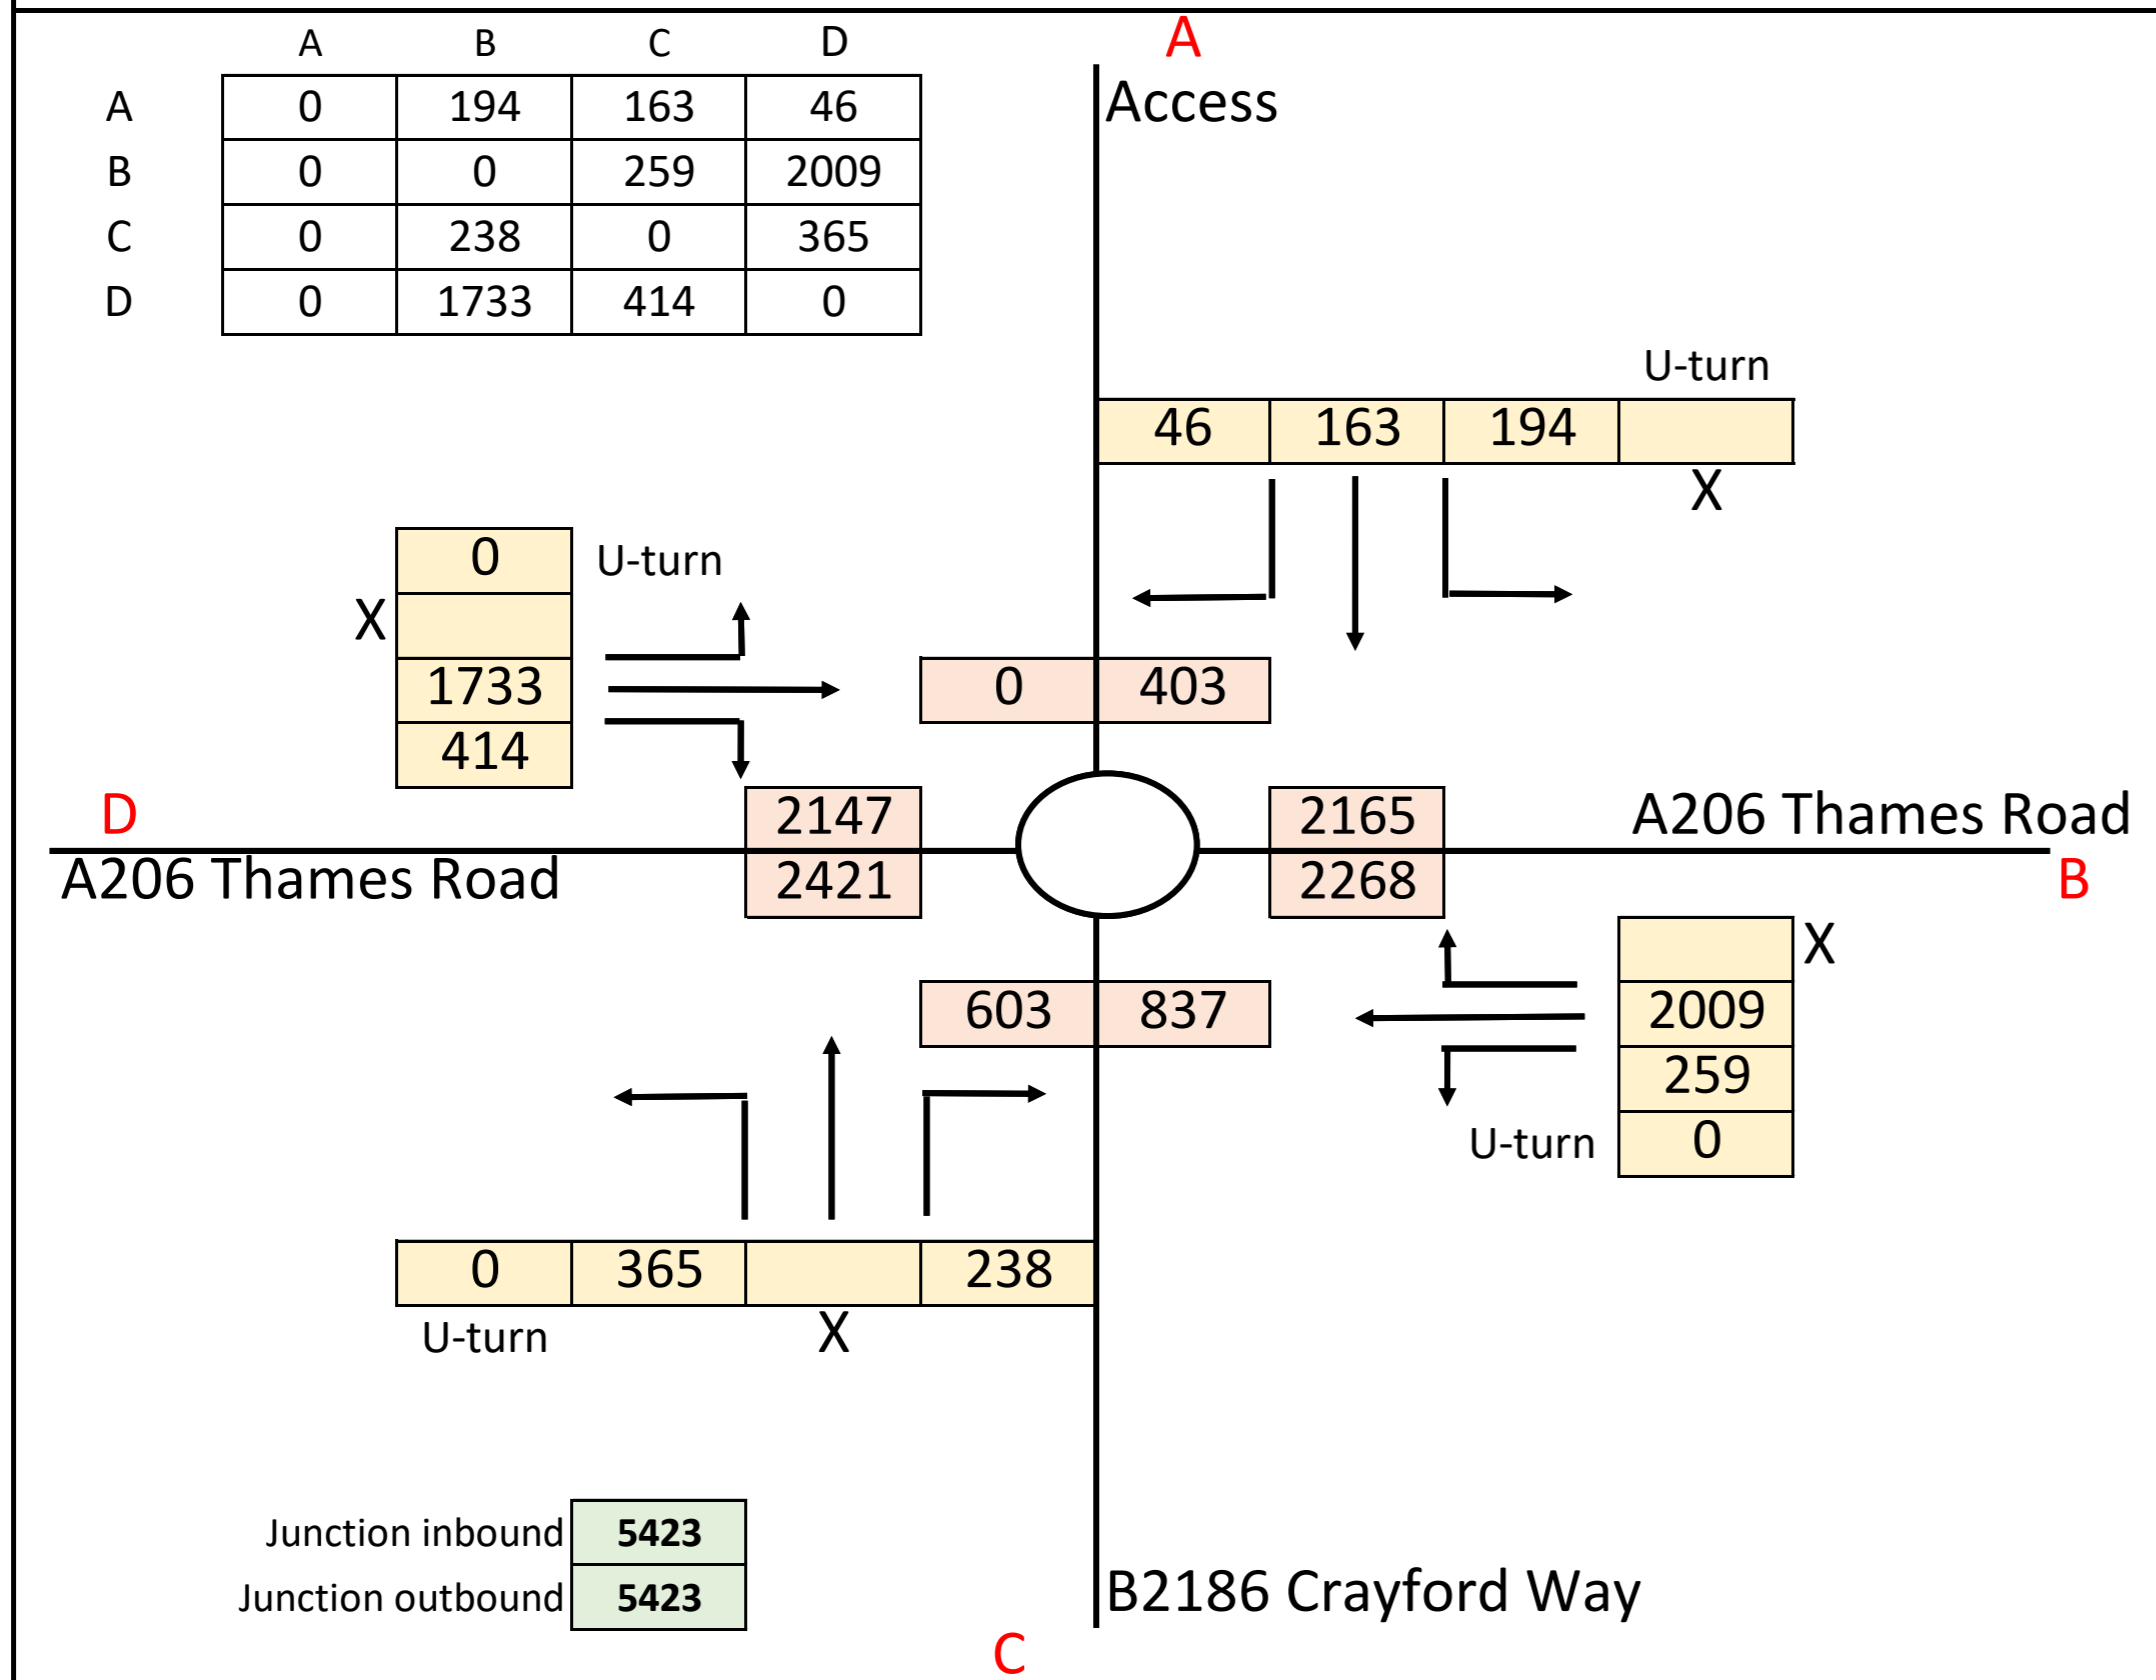 A
A B C D
A 0 194 163 46
B 0 0 259 2009
C 0 238 0 365
D 0 1733 414 0
Access
U-turn
46 163 194
X
0 U-turn
X
1733
414
0 403
D
2147
2421
A206 Thames Road
2165
2268
A206 Thames Road
B
X
2009
259
U-turn 0
603 837
0 365 238
U-turn X
Junction inbound 5423
Junction outbound 5423
B2186 Crayford Way
C